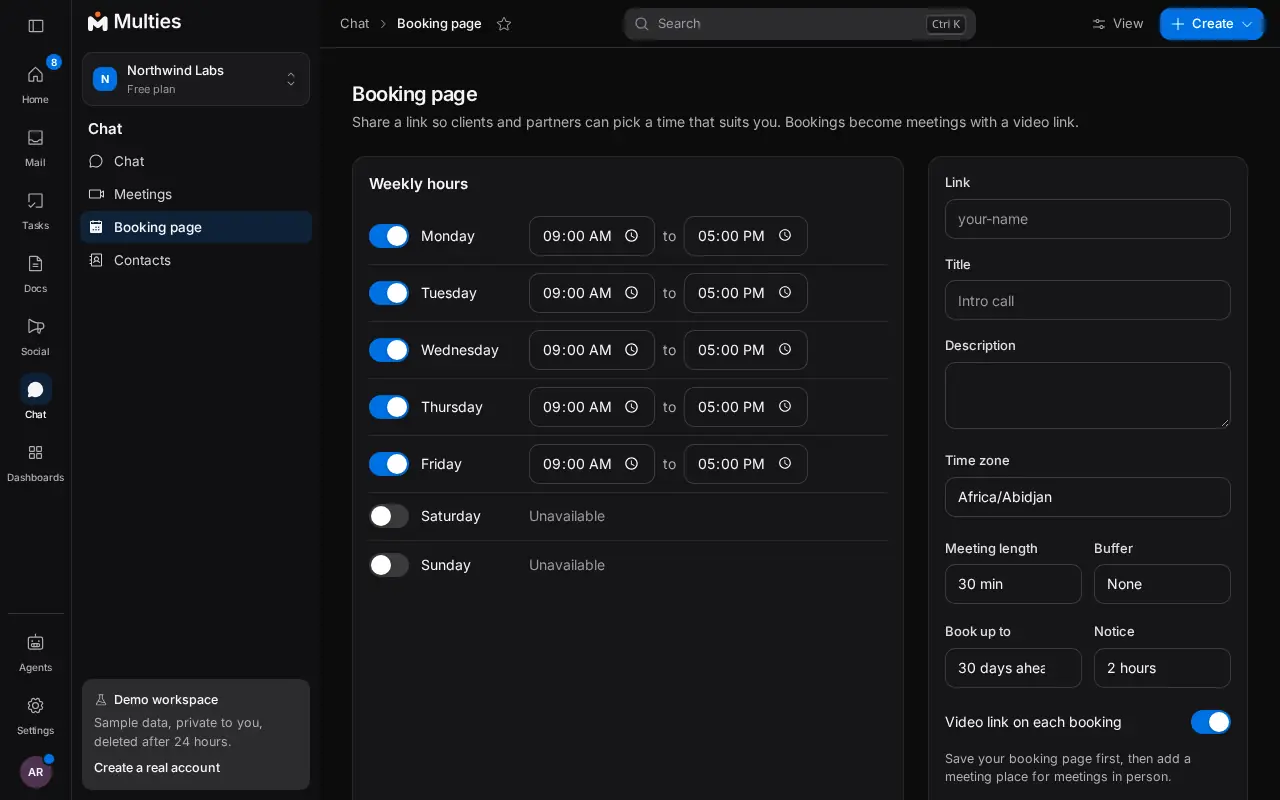 Multies
Chat
Booking page
Search
Ctrl K
View
Create
8
Home
Mail
Tasks
Docs
Social
Chat
Dashboards
Agents
Settings
AR
N
Northwind Labs
Free plan
Chat
Chat
Meetings
Booking page
Contacts
Demo workspace
Sample data, private to you,
deleted after 24 hours.
Create a real account
Booking page
Share a link so clients and partners can pick a time that suits you. Bookings become meetings with a video link.
Weekly hours
Monday 09:00 AM to 05:00 PM
Tuesday 09:00 AM to 05:00 PM
Wednesday 09:00 AM to 05:00 PM
Thursday 09:00 AM to 05:00 PM
Friday 09:00 AM to 05:00 PM
Saturday Unavailable
Sunday Unavailable
Link
your-name
Title
Intro call
Description
Time zone
Africa/Abidjan
Meeting length Buffer
30 min None
Book up to Notice
30 days ahea 2 hours
Video link on each booking
Save your booking page first, then add a
meeting place for meetings in person.